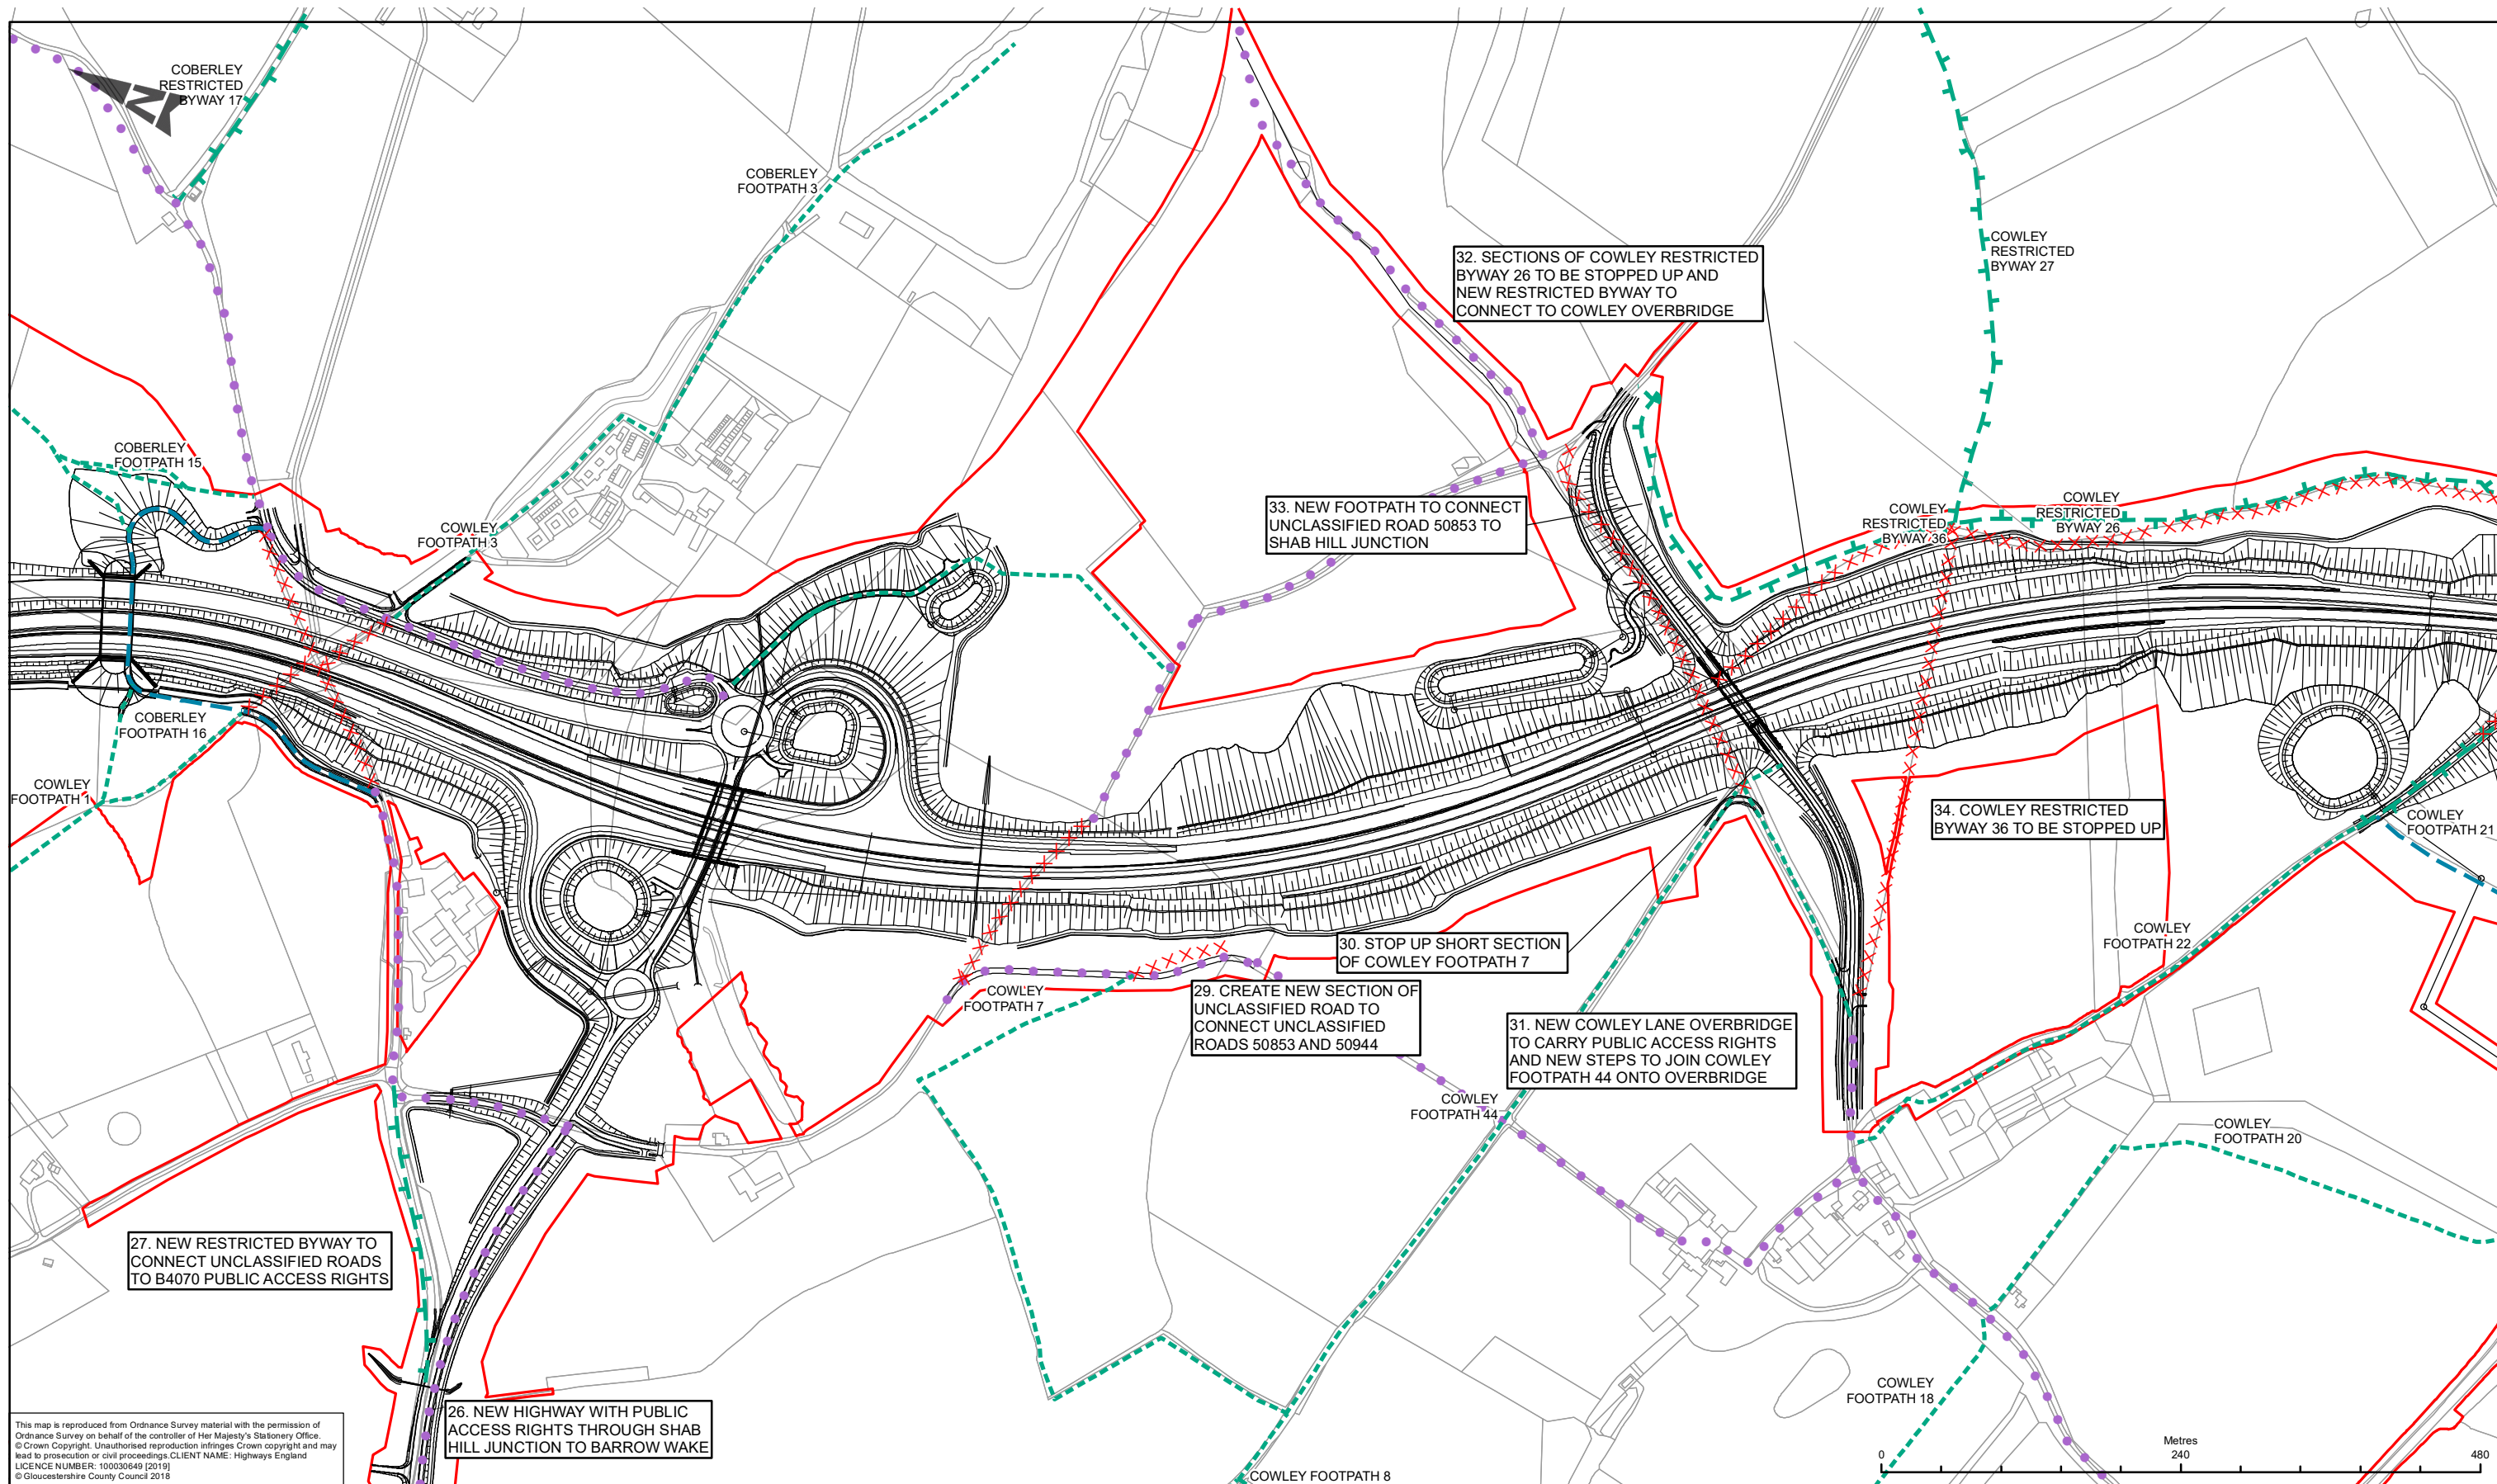 COBERLEY
RESTRICTED
BYWAY 17
N
COBERLEY
FOOTPATH 3
32. SECTIONS OF COWLEY RESTRICTED
BYWAY 26 TO BE STOPPED UP AND
NEW RESTRICTED BYWAY TO
CONNECT TO COWLEY OVERBRIDGE
COWLEY
RESTRICTED
BYWAY 27
COBERLEY
FOOTPATH 15
COWLEY
FOOTPATH 3
33. NEW FOOTPATH TO CONNECT
UNCLASSIFIED ROAD 50853 TO
SHAB HILL JUNCTION
COWLEY
RESTRICTED
BYWAY 36
COWLEY
RESTRICTED
BYWAY 26
COBERLEY
FOOTPATH 16
COWLEY
FOOTPATH 1
34. COWLEY RESTRICTED
BYWAY 36 TO BE STOPPED UP
COWLEY
FOOTPATH 21
30. STOP UP SHORT SECTION
OF COWLEY FOOTPATH 7
COWLEY
FOOTPATH 22
COWLEY
FOOTPATH 7
29. CREATE NEW SECTION OF
UNCLASSIFIED ROAD TO
CONNECT UNCLASSIFIED
ROADS 50853 AND 50944
31. NEW COWLEY LANE OVERBRIDGE
TO CARRY PUBLIC ACCESS RIGHTS
AND NEW STEPS TO JOIN COWLEY
FOOTPATH 44 ONTO OVERBRIDGE
COWLEY
FOOTPATH 44
COWLEY
FOOTPATH 20
27. NEW RESTRICTED BYWAY TO
CONNECT UNCLASSIFIED ROADS
TO B4070 PUBLIC ACCESS RIGHTS
COWLEY
FOOTPATH 18
26. NEW HIGHWAY WITH PUBLIC
ACCESS RIGHTS THROUGH SHAB
HILL JUNCTION TO BARROW WAKE
COWLEY FOOTPATH 8
This map is reproduced from Ordnance Survey material with the permission of
Ordnance Survey on behalf of the controller of Her Majesty's Stationery Office.
© Crown Copyright. Unauthorised reproduction infringes Crown copyright and may
lead to prosecution or civil proceedings.CLIENT NAME: Highways England
LICENCE NUMBER: 100030649 [2019]
© Gloucestershire County Council 2018
Metres
0 240 480